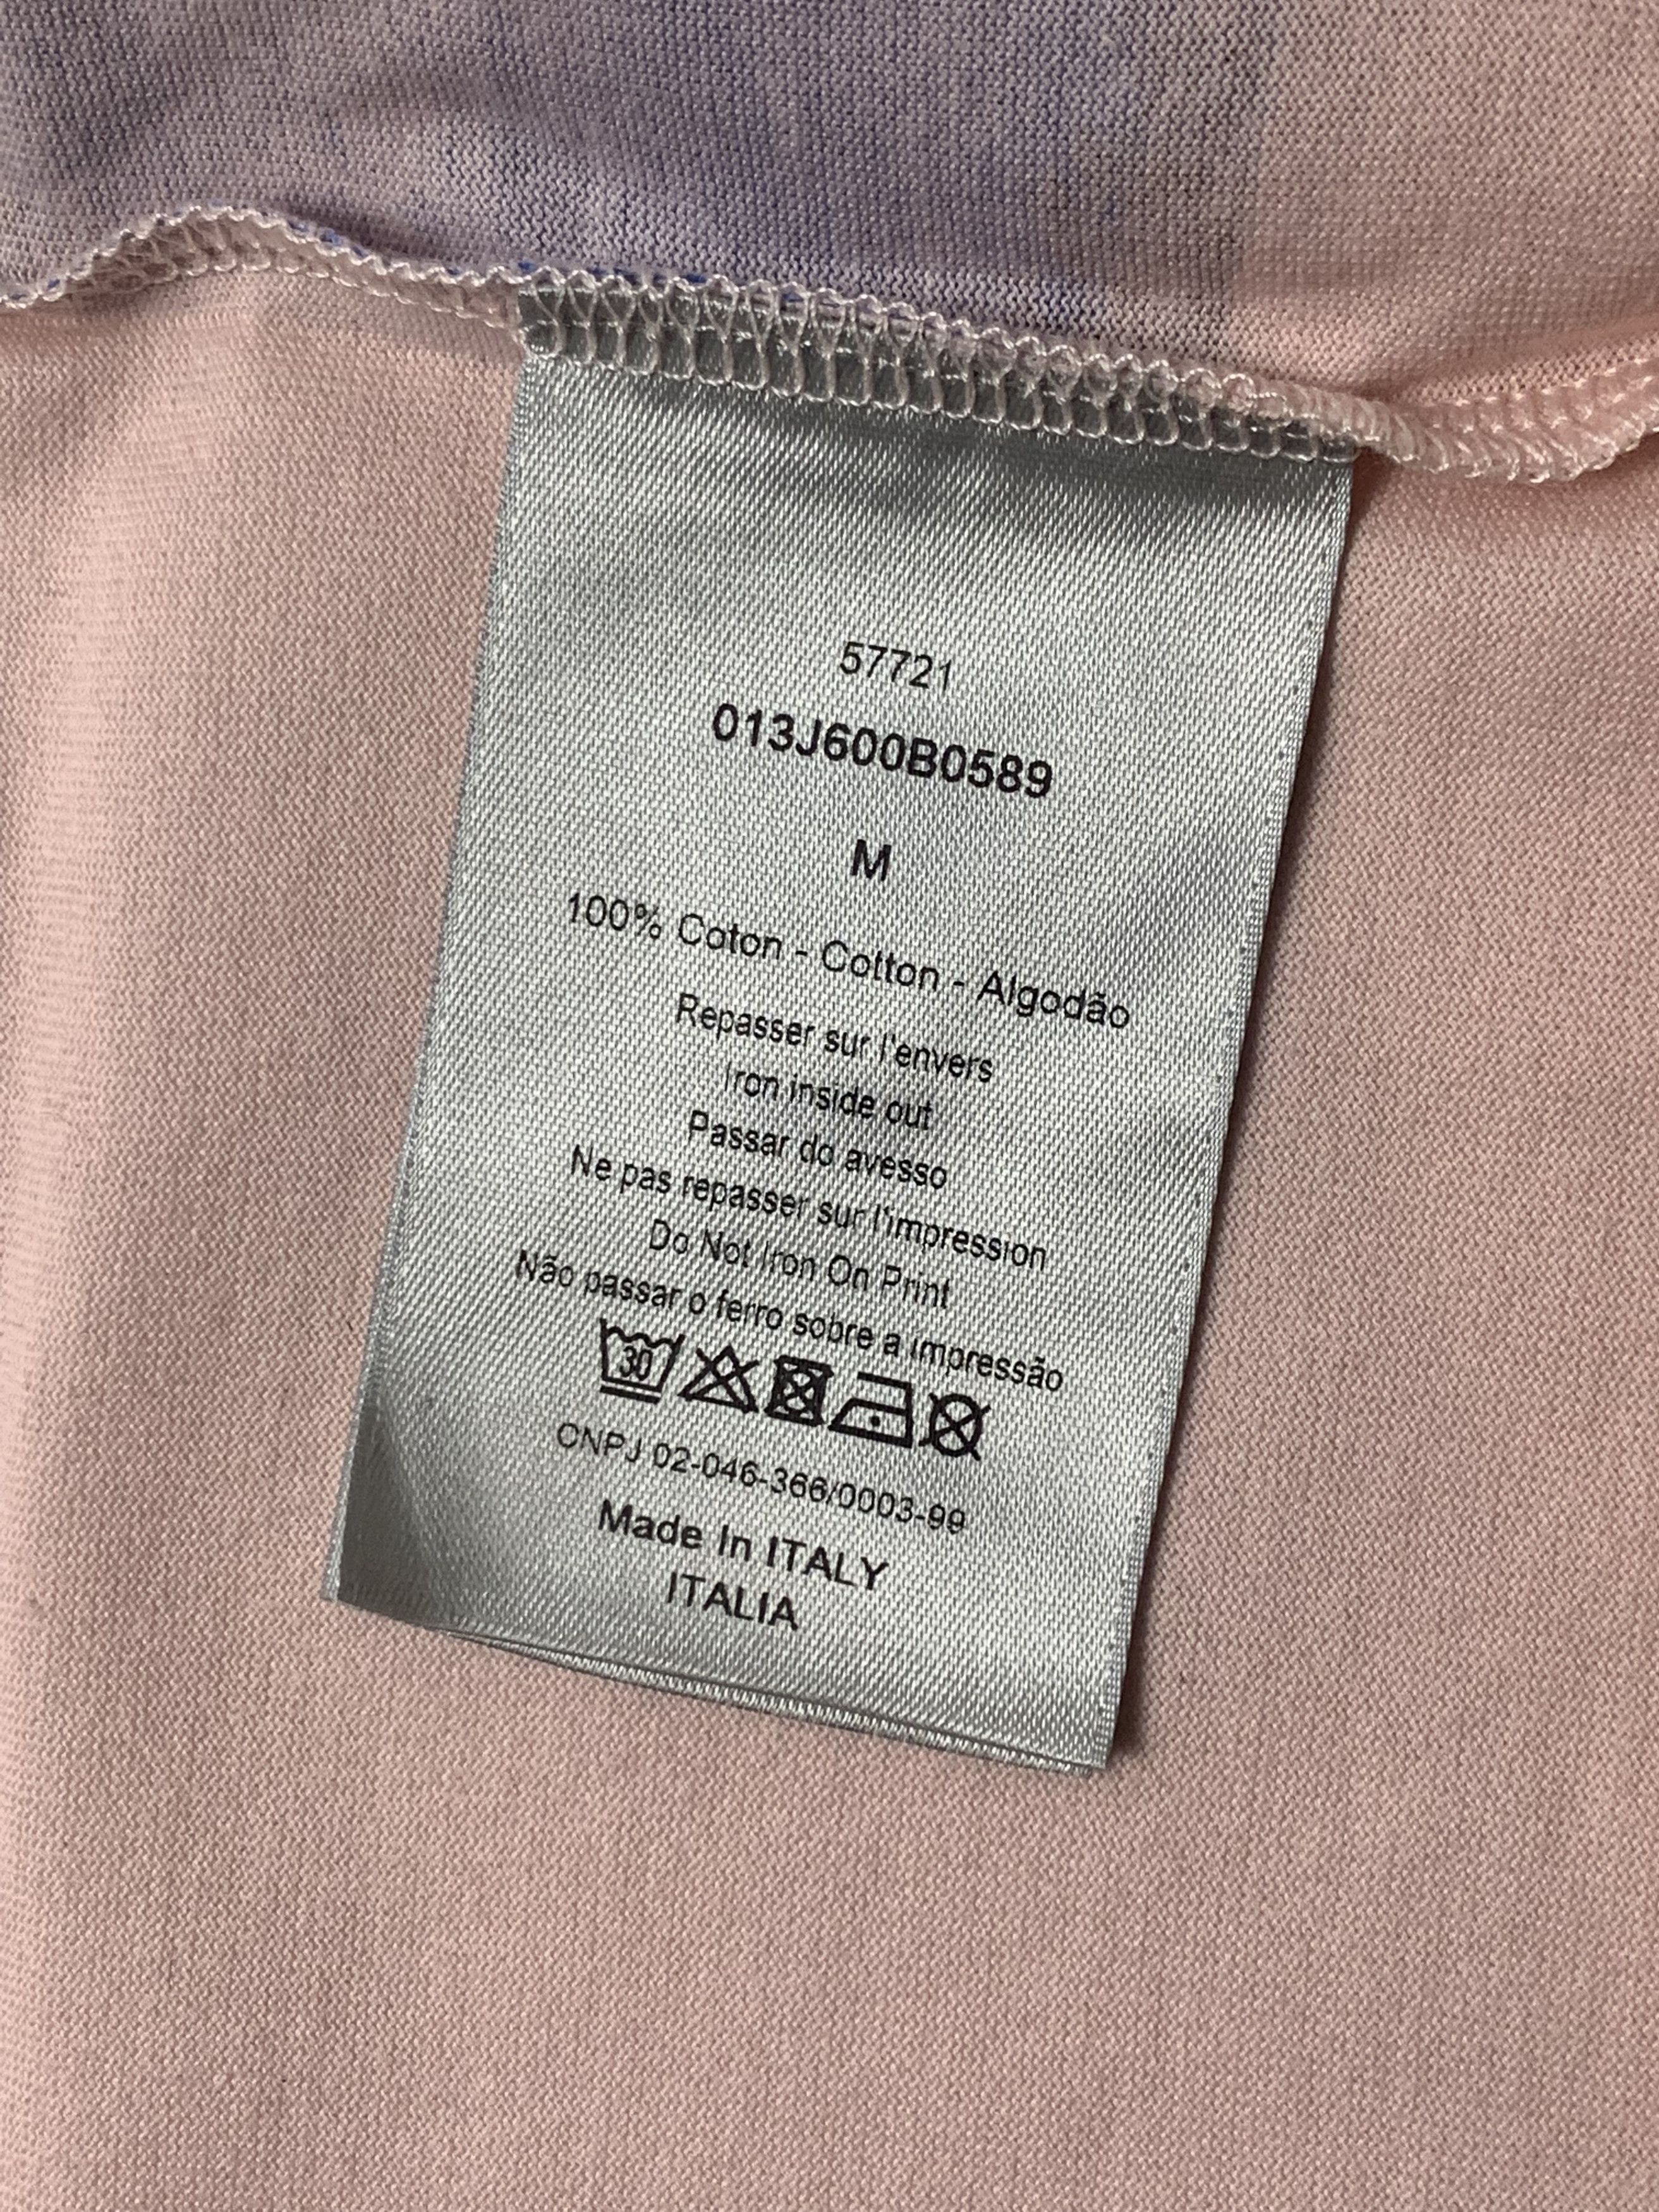 57721
013J600B0589
M
100% Coton - Cotton - Algodão
Repasser sur l'envers
Iron inside out
Passar do avesso
Ne pas repasser sur l'impression
Do Not Iron On Print
Não passar o ferro sobre a impressão
30
CNPJ 02-046-366/0003-99
Made In ITALY
ITALIA